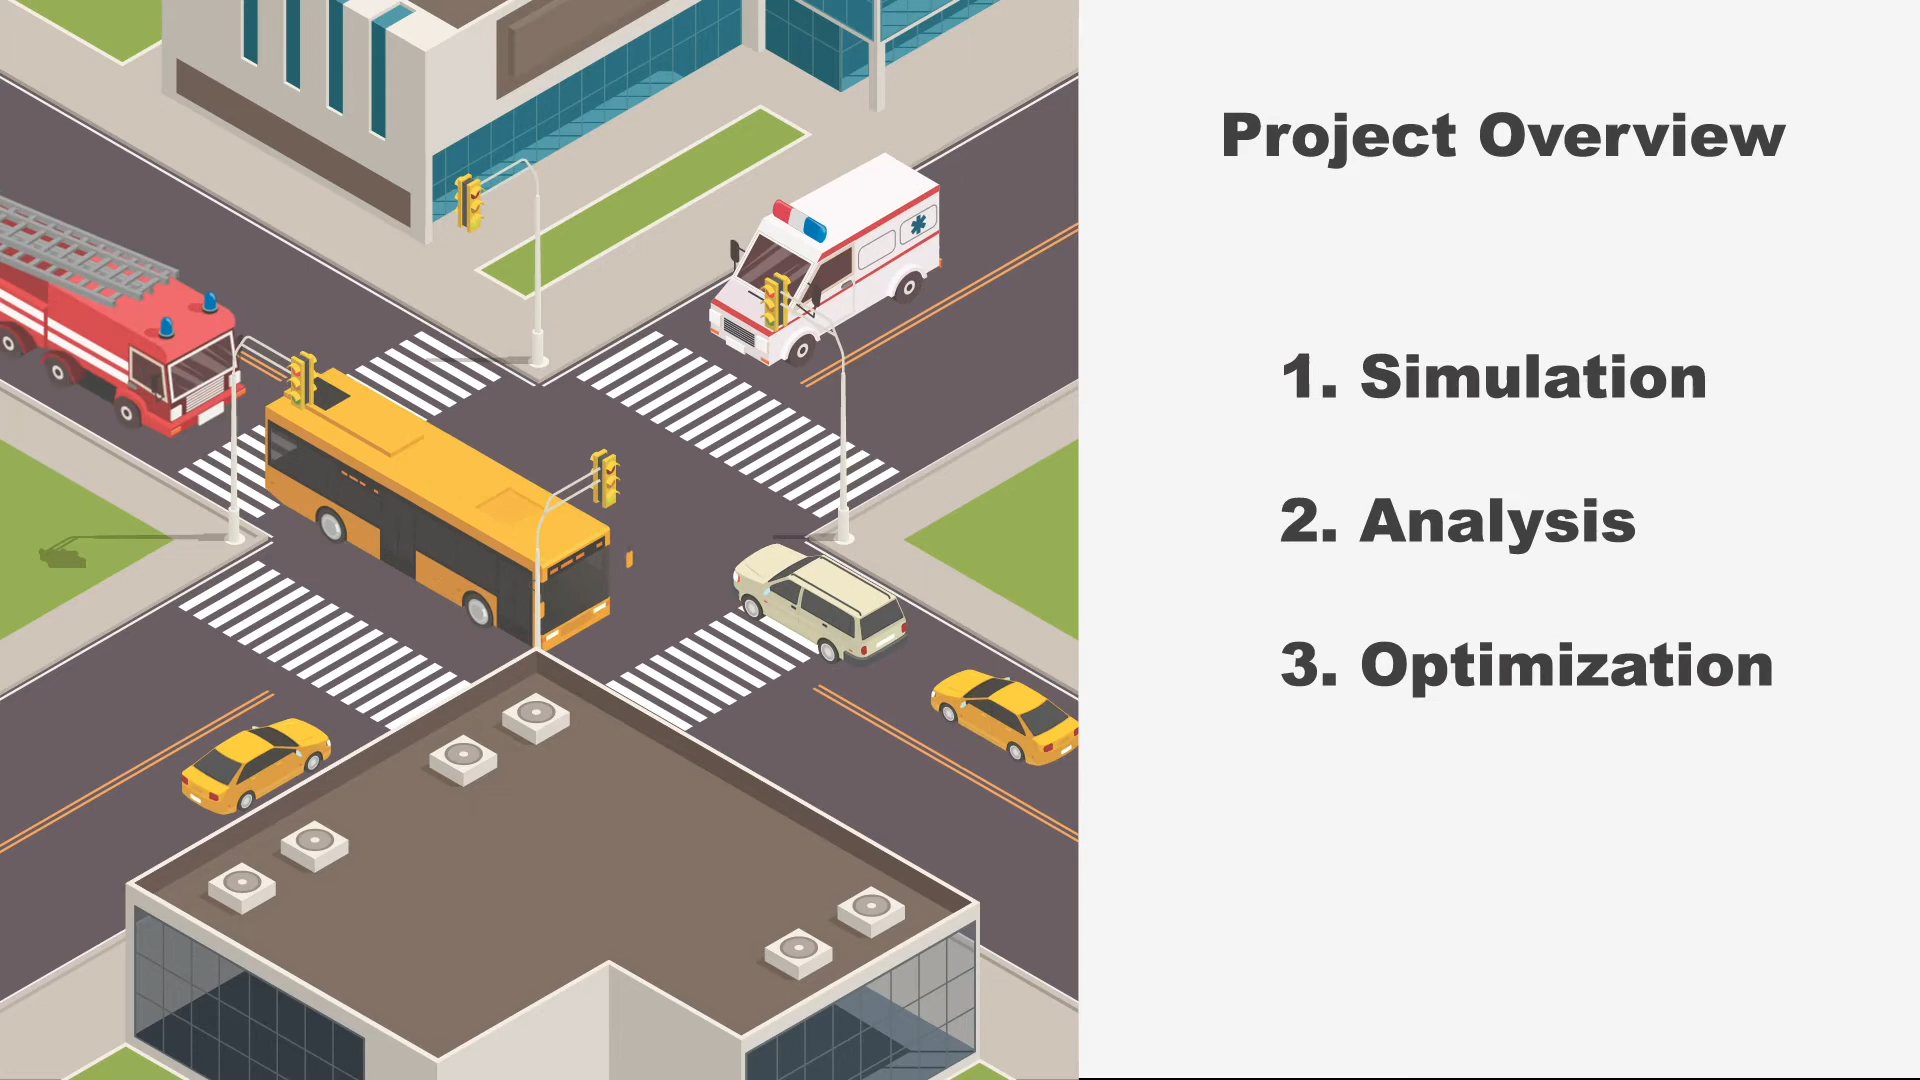 Project Overview
1. Simulation
2. Analysis
3. Optimization